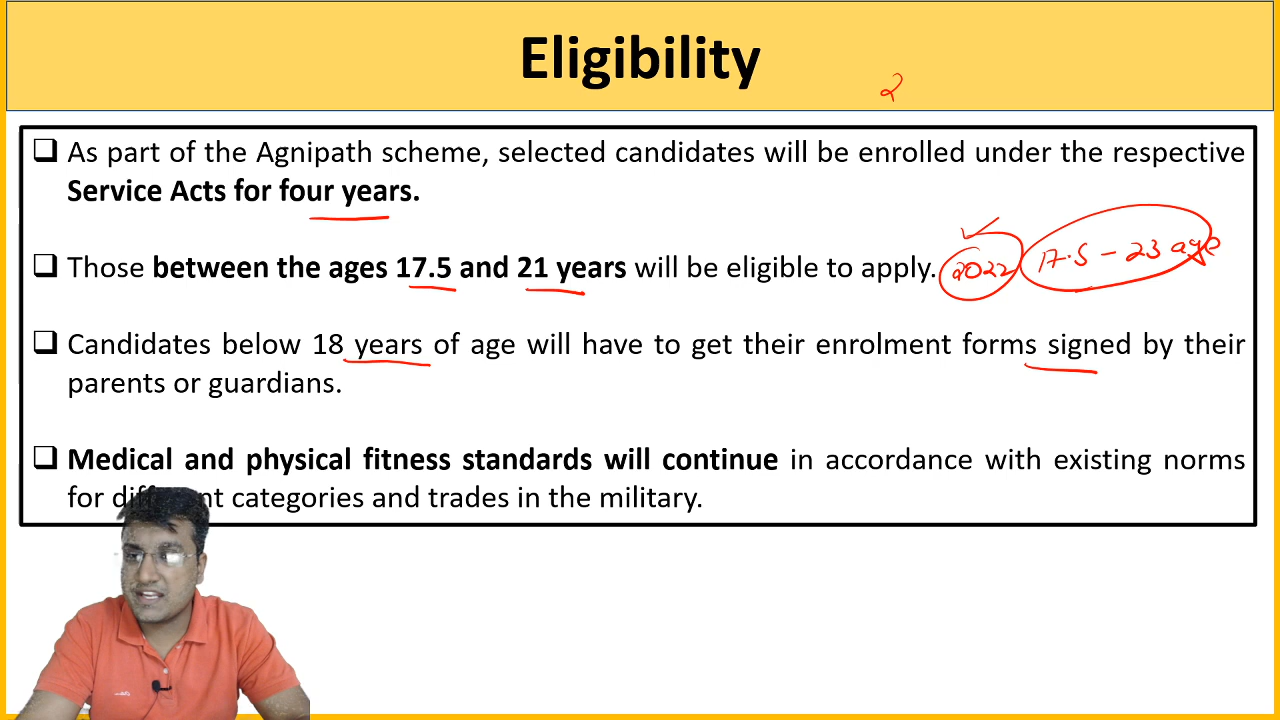 Eligibility
2
❑ As part of the Agnipath scheme, selected candidates will be enrolled under the respective
Service Acts for four years.
❑ Those between the ages 17.5 and 21 years will be eligible to apply. 2022 17.5 - 23 age
❑ Candidates below 18 years of age will have to get their enrolment forms signed by their
parents or guardians.
❑ Medical and physical fitness standards will continue in accordance with existing norms
for different categories and trades in the military.